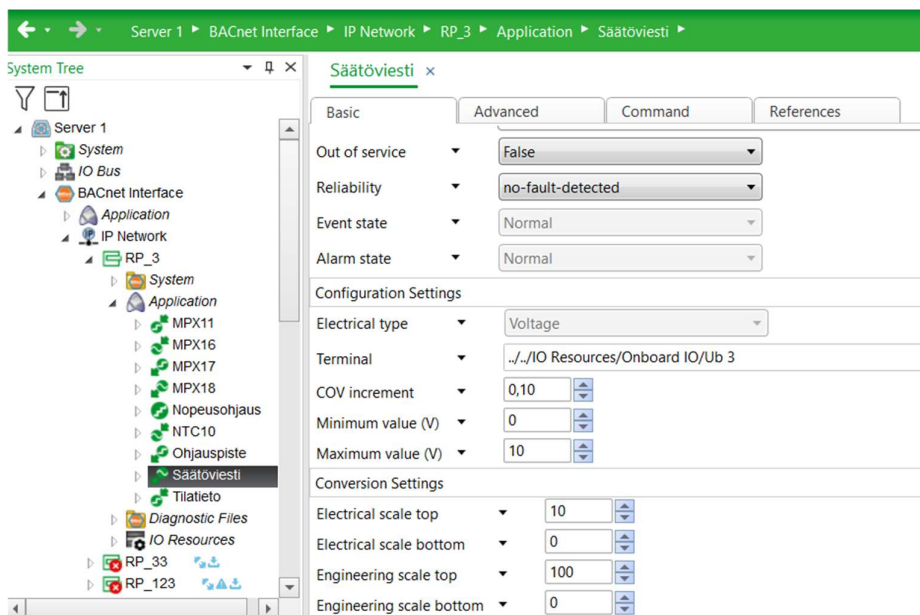 Server 1 BACnet Interface IP Network RP_3 Application Säätöviesti
System Tree
Server 1
System
IO Bus
BACnet Interface
Application
IP Network
RP_3
System
Application
MPX11
MPX16
MPX17
MPX18
Nopeusohjaus
NTC10
Ohjauspiste
Säätöviesti
Tilatieto
Diagnostic Files
IO Resources
RP_33
RP_123
Säätöviesti
Basic Advanced Command References
Out of service False
Reliability no-fault-detected
Event state Normal
Alarm state Normal
Configuration Settings
Electrical type Voltage
Terminal ../../IO Resources/Onboard IO/Ub 3
COV increment 0,10
Minimum value (V) 0
Maximum value (V) 10
Conversion Settings
Electrical scale top 10
Electrical scale bottom 0
Engineering scale top 100
Engineering scale bottom 0